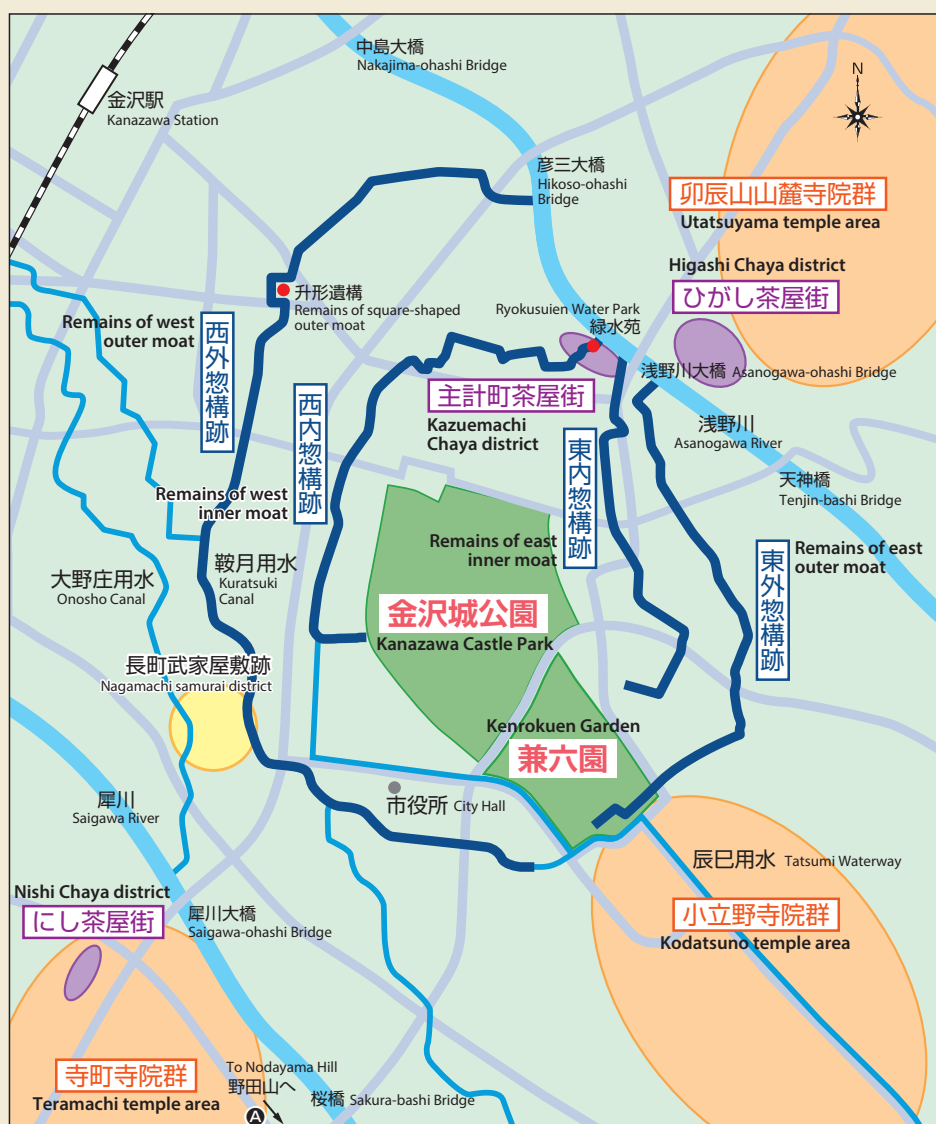 中島大橋
Nakajima-ohashi Bridge
N
金沢駅
Kanazawa Station
彦三大橋
Hikoso-ohashi
Bridge
卯辰山山麓寺院群
Utatsuyama temple area
Higashi Chaya district
ひがし茶屋街
升形遺構
Remains of square-shaped
outer moat
Ryokusuien Water Park
緑水苑
Remains of west
outer moat
西外惣構跡
西内惣構跡
浅野川大橋 Asanogawa-ohashi Bridge
主計町茶屋街
Kazuemachi
Chaya district
浅野川
Asanogawa River
東内惣構跡
天神橋
Tenjin-bashi Bridge
Remains of west
inner moat
Remains of east
inner moat
東外惣構跡
Remains of east
outer moat
大野庄用水
Onosho Canal
鞍月用水
Kuratsuki
Canal
金沢城公園
Kanazawa Castle Park
長町武家屋敷跡
Nagamachi samurai district
Kenrokuen Garden
兼六園
犀川
Saigawa River
市役所 City Hall
辰巳用水 Tatsumi Waterway
Nishi Chaya district
にし茶屋街
犀川大橋
Saigawa-ohashi Bridge
小立野寺院群
Kodatsuno temple area
寺町寺院群
Teramachi temple area
To Nodayama Hill
野田山へ
A
桜橋 Sakura-bashi Bridge